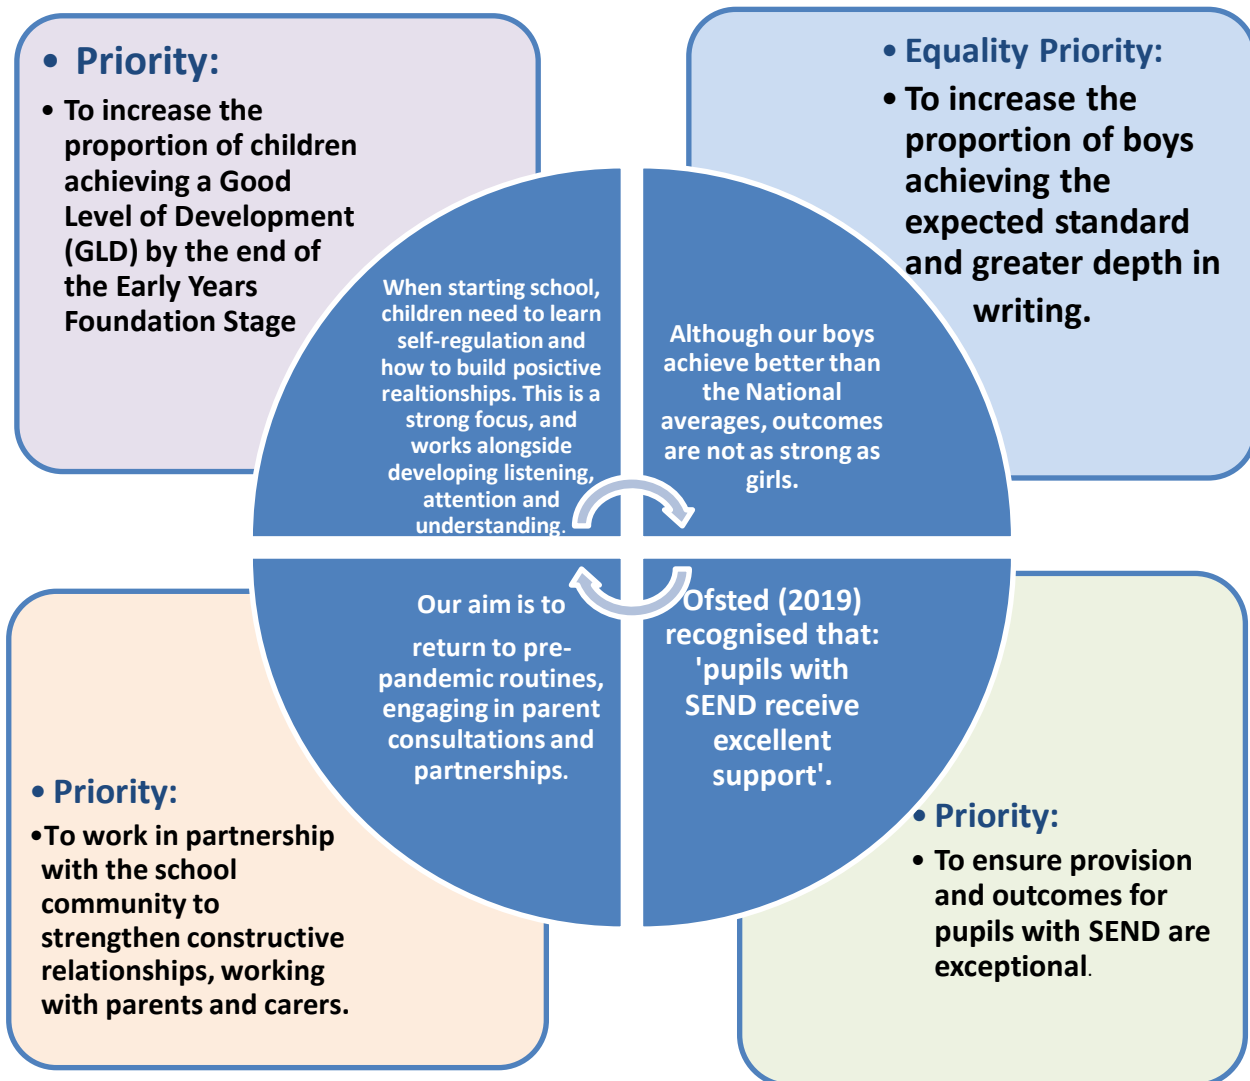 • Priority:
• To increase the
proportion of children
achieving a Good
Level of Development
(GLD) by the end of
the Early Years
Foundation Stage
When starting school,
children need to learn
self-regulation and
how to build posictive
realtionships. This is a
strong focus, and
works alongside
developing listening,
attention and
understanding.
• Equality Priority:
• To increase the
proportion of boys
achieving the
expected standard
and greater depth in
writing.
Although our boys
achieve better than
the National
averages, outcomes
are not as strong as
girls.
• Priority:
•To work in partnership
with the school
community to
strengthen constructive
relationships, working
with parents and carers.
Our aim is to
return to pre-
pandemic routines,
engaging in parent
consultations and
partnerships.
Ofsted (2019)
recognised that:
'pupils with
SEND receive
excellent
support'.
• Priority:
• To ensure provision
and outcomes for
pupils with SEND are
exceptional.